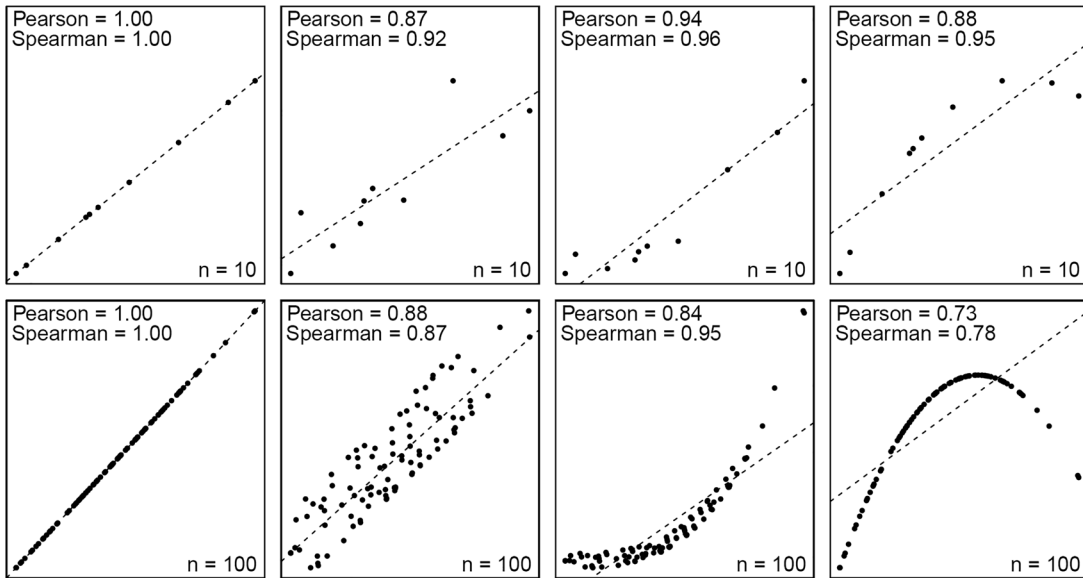 Pearson = 1.00
Spearman = 1.00
n = 10
Pearson = 0.87
Spearman = 0.92
n = 10
Pearson = 0.94
Spearman = 0.96
n = 10
Pearson = 0.88
Spearman = 0.95
n = 10
Pearson = 1.00
Spearman = 1.00
n = 100
Pearson = 0.88
Spearman = 0.87
n = 100
Pearson = 0.84
Spearman = 0.95
n = 100
Pearson = 0.73
Spearman = 0.78
n = 100